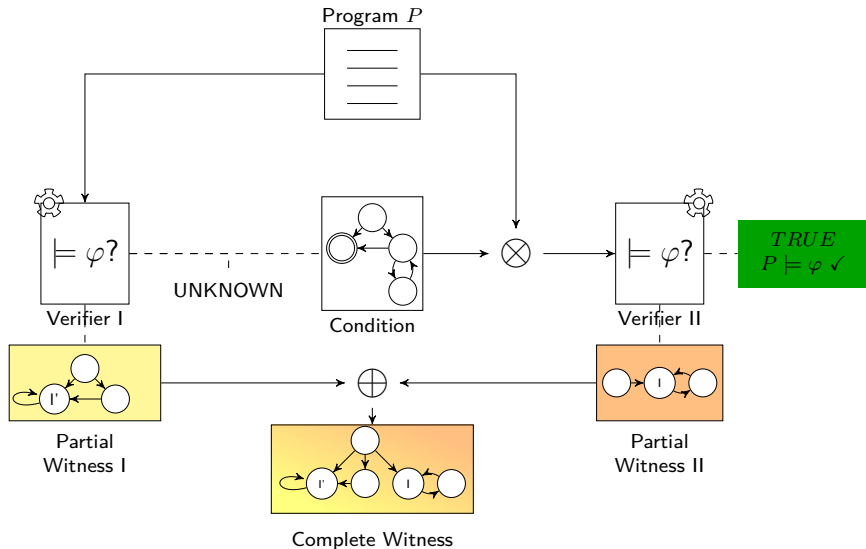 Program P
⊨ φ?
⊨ φ?
TRUE
P ⊨ φ ✓
UNKNOWN
Verifier I
Condition
Verifier II
I'
I
Partial
Witness I
Partial
Witness II
I'
I
Complete Witness